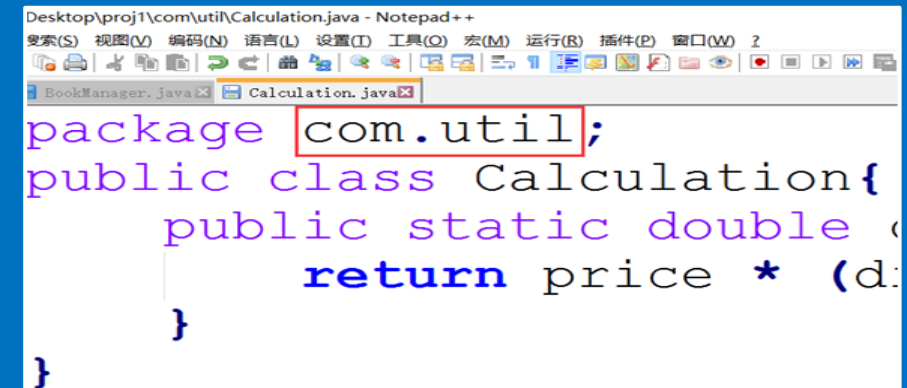 Desktop\proj1\com\util\Calculation.java - Notepad++
搜索(S) 视图(V) 编码(N) 语言(L) 设置(T) 工具(O) 宏(M) 运行(R) 插件(P) 窗口(W) ?
BookManager.java Calculation.java
package com.util;
public class Calculation{
public static double
return price * (
}
}